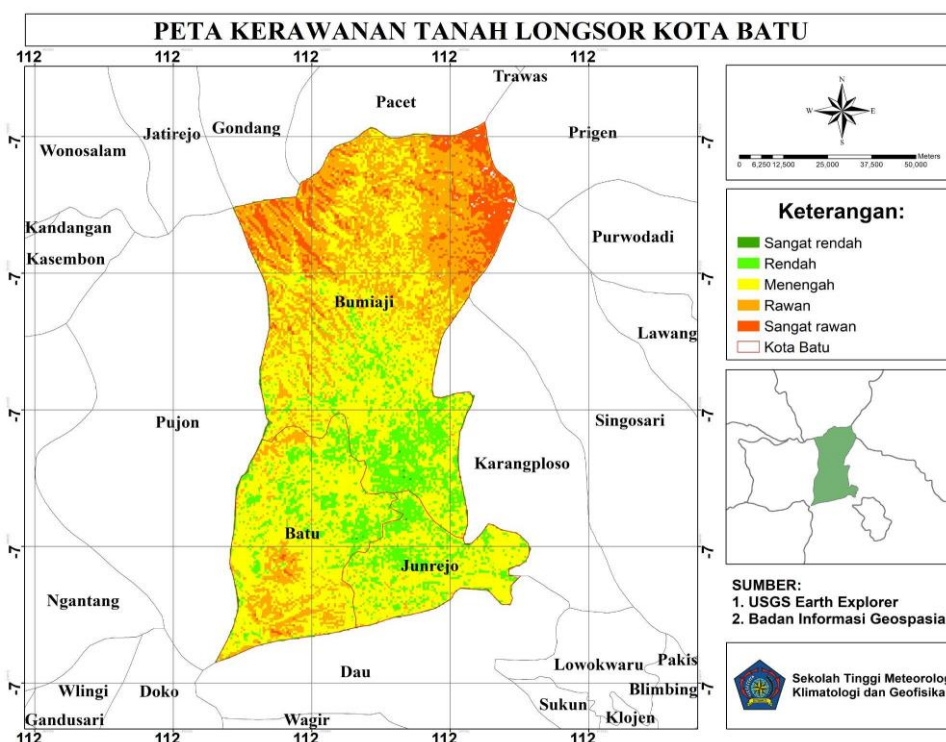 PETA KERAWANAN TANAH LONGSOR KOTA BATU
112 112 112 112 112
Trawas
Pacet
Gondang
Jatirejo
Prigen
-7 -7
Wonosalam
N
W E
S
Meters
0 6,250 12,500 25,000 37,500 50,000
Kandangan
Kasembon
Purwodadi
-7 -7
Bumiaji
Lawang
Keterangan:
Sangat rendah
Rendah
Menengah
Rawan
Sangat rawan
Kota Batu
-7 -7
Pujon
Singosari
Karangploso
Batu
-7 -7
Junrejo
Ngantang
SUMBER:
1. USGS Earth Explorer
2. Badan Informasi Geospasia
Dau
Lowokwaru
Pakis
-7 -7
Wlingi
Doko
Blimbing
Sukun
Gandusari
Wagir
Klojen
112 112 112 112 112
Sekolah Tinggi Meteorolog
Klimatologi dan Geofisika